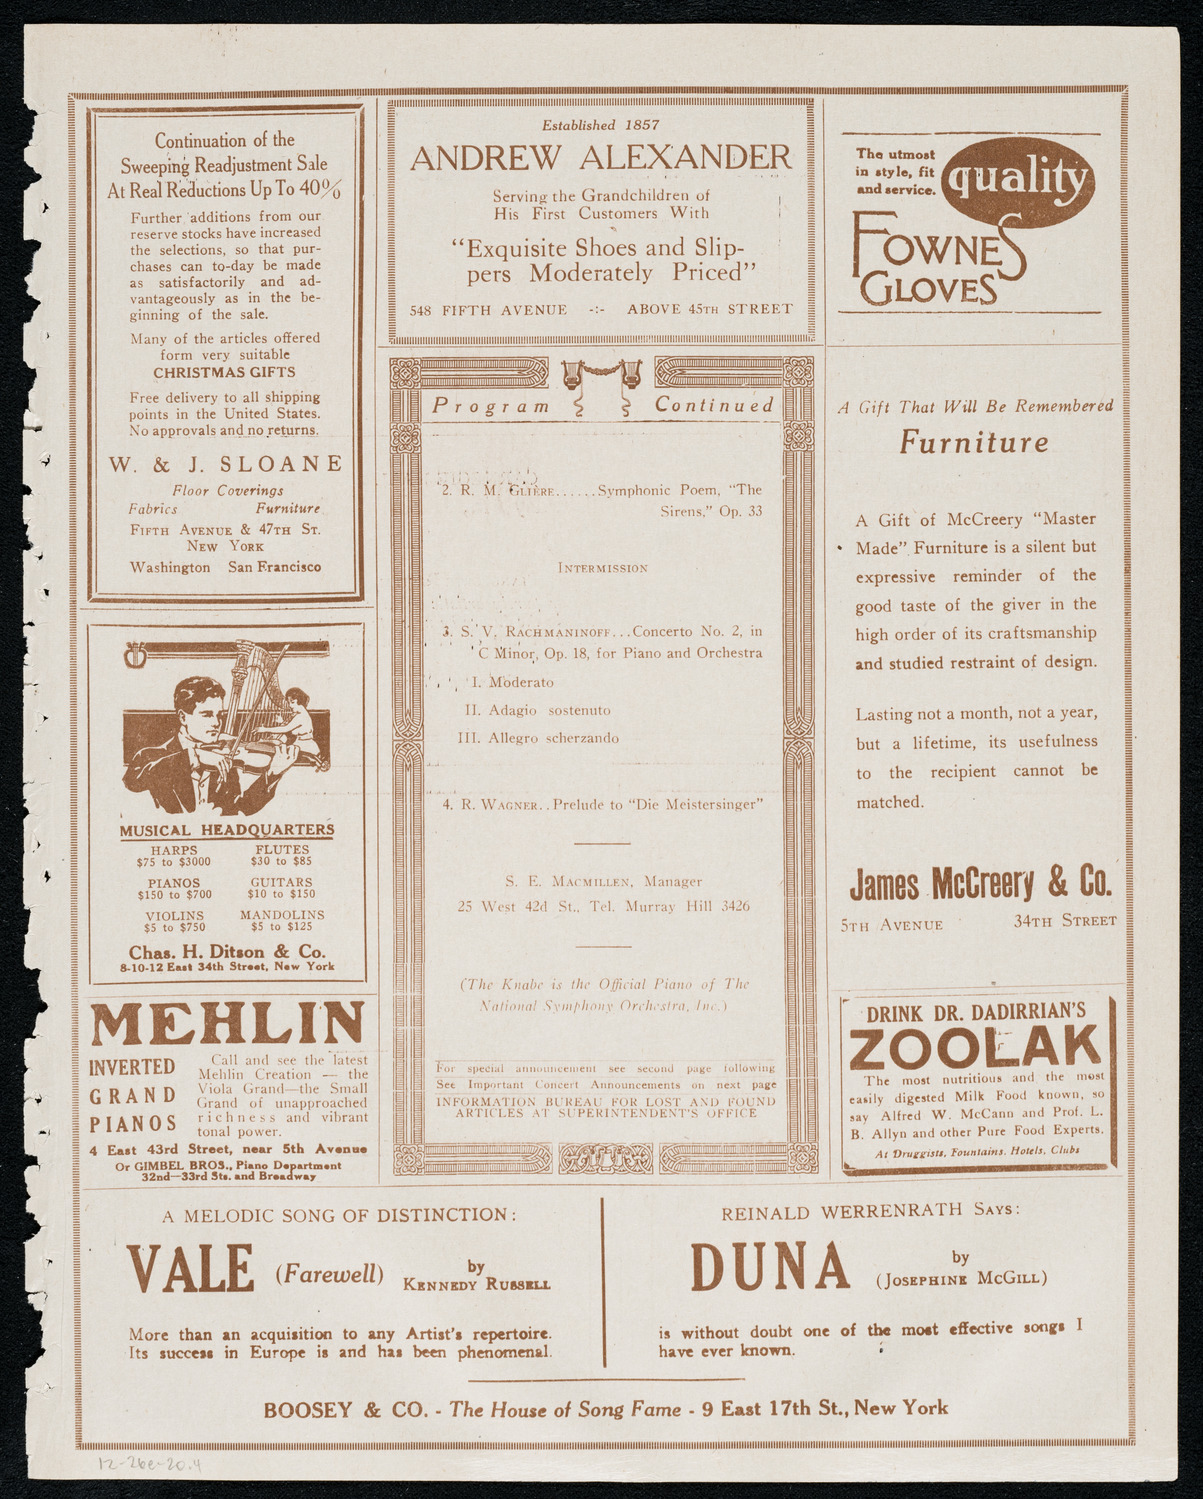 Continuation of the
Sweeping Readjustment Sale
At Real Reductions Up To 40%
Further additions from our
reserve stocks have increased
the selections, so that pur-
chases can to-day be made
as satisfactorily and ad-
vantageously as in the be-
ginning of the sale.
Many of the articles offered
form very suitable
CHRISTMAS GIFTS
Free delivery to all shipping
points in the United States.
No approvals and no returns.
W. & J. SLOANE
Floor Coverings
Fabrics Furniture
FIFTH AVENUE & 47TH ST.
NEW YORK
Washington San Francisco
MUSICAL HEADQUARTERS
HARPS FLUTES
$75 to $3000 $30 to $85
PIANOS GUITARS
$150 to $700 $10 to $150
VIOLINS MANDOLINS
$5 to $750 $5 to $125
Chas. H. Ditson & Co.
8-10-12 East 34th Street, New York
MEHLIN
INVERTED
GRAND
PIANOS
Call and see the latest
Mehlin Creation — the
Viola Grand—the Small
Grand of unapproached
richness and vibrant
tonal power.
4 East 43rd Street, near 5th Avenue
Or GIMBEL BROS., Piano Department
32nd—33rd Sts. and Broadway
Established 1857
ANDREW ALEXANDER
Serving the Grandchildren of
His First Customers With
“Exquisite Shoes and Slip-
pers Moderately Priced”
548 FIFTH AVENUE -:- ABOVE 45TH STREET
Program Continued
2. R. M. GLIÈRE......Symphonic Poem, “The
Sirens,” Op. 33
INTERMISSION
3. S. V. RACHMANINOFF...Concerto No. 2, in
C Minor, Op. 18, for Piano and Orchestra
I. Moderato
II. Adagio sostenuto
III. Allegro scherzando
4. R. WAGNER..Prelude to “Die Meistersinger”
S. E. MACMILLEN, Manager
25 West 42d St., Tel. Murray Hill 3426
(The Knabe is the Official Piano of The
National Symphony Orchestra, Inc.)
For special announcement see second page following
See Important Concert Announcements on next page
INFORMATION BUREAU FOR LOST AND FOUND
ARTICLES AT SUPERINTENDENT'S OFFICE
The utmost
in style, fit
and service.
quality
FOWNES
GLOVES
A Gift That Will Be Remembered
Furniture
A Gift of McCreery “Master
Made” Furniture is a silent but
expressive reminder of the
good taste of the giver in the
high order of its craftsmanship
and studied restraint of design.
Lasting not a month, not a year,
but a lifetime, its usefulness
to the recipient cannot be
matched.
James McCreery & Co.
5TH AVENUE 34TH STREET
DRINK DR. DADIRRIAN'S
ZOOLAK
The most nutritious and the most
easily digested Milk Food known, so
say Alfred W. McCann and Prof. L.
B. Allyn and other Pure Food Experts.
At Druggists, Fountains, Hotels, Clubs
A MELODIC SONG OF DISTINCTION:
VALE (Farewell) by
KENNEDY RUSSELL
More than an acquisition to any Artist's repertoire.
Its success in Europe is and has been phenomenal.
REINALD WERRENRATH SAYS:
DUNA by
(JOSEPHINE MCGILL)
is without doubt one of the most effective songs I
have ever known.
BOOSEY & CO. - The House of Song Fame - 9 East 17th St., New York
12-26e-20.4